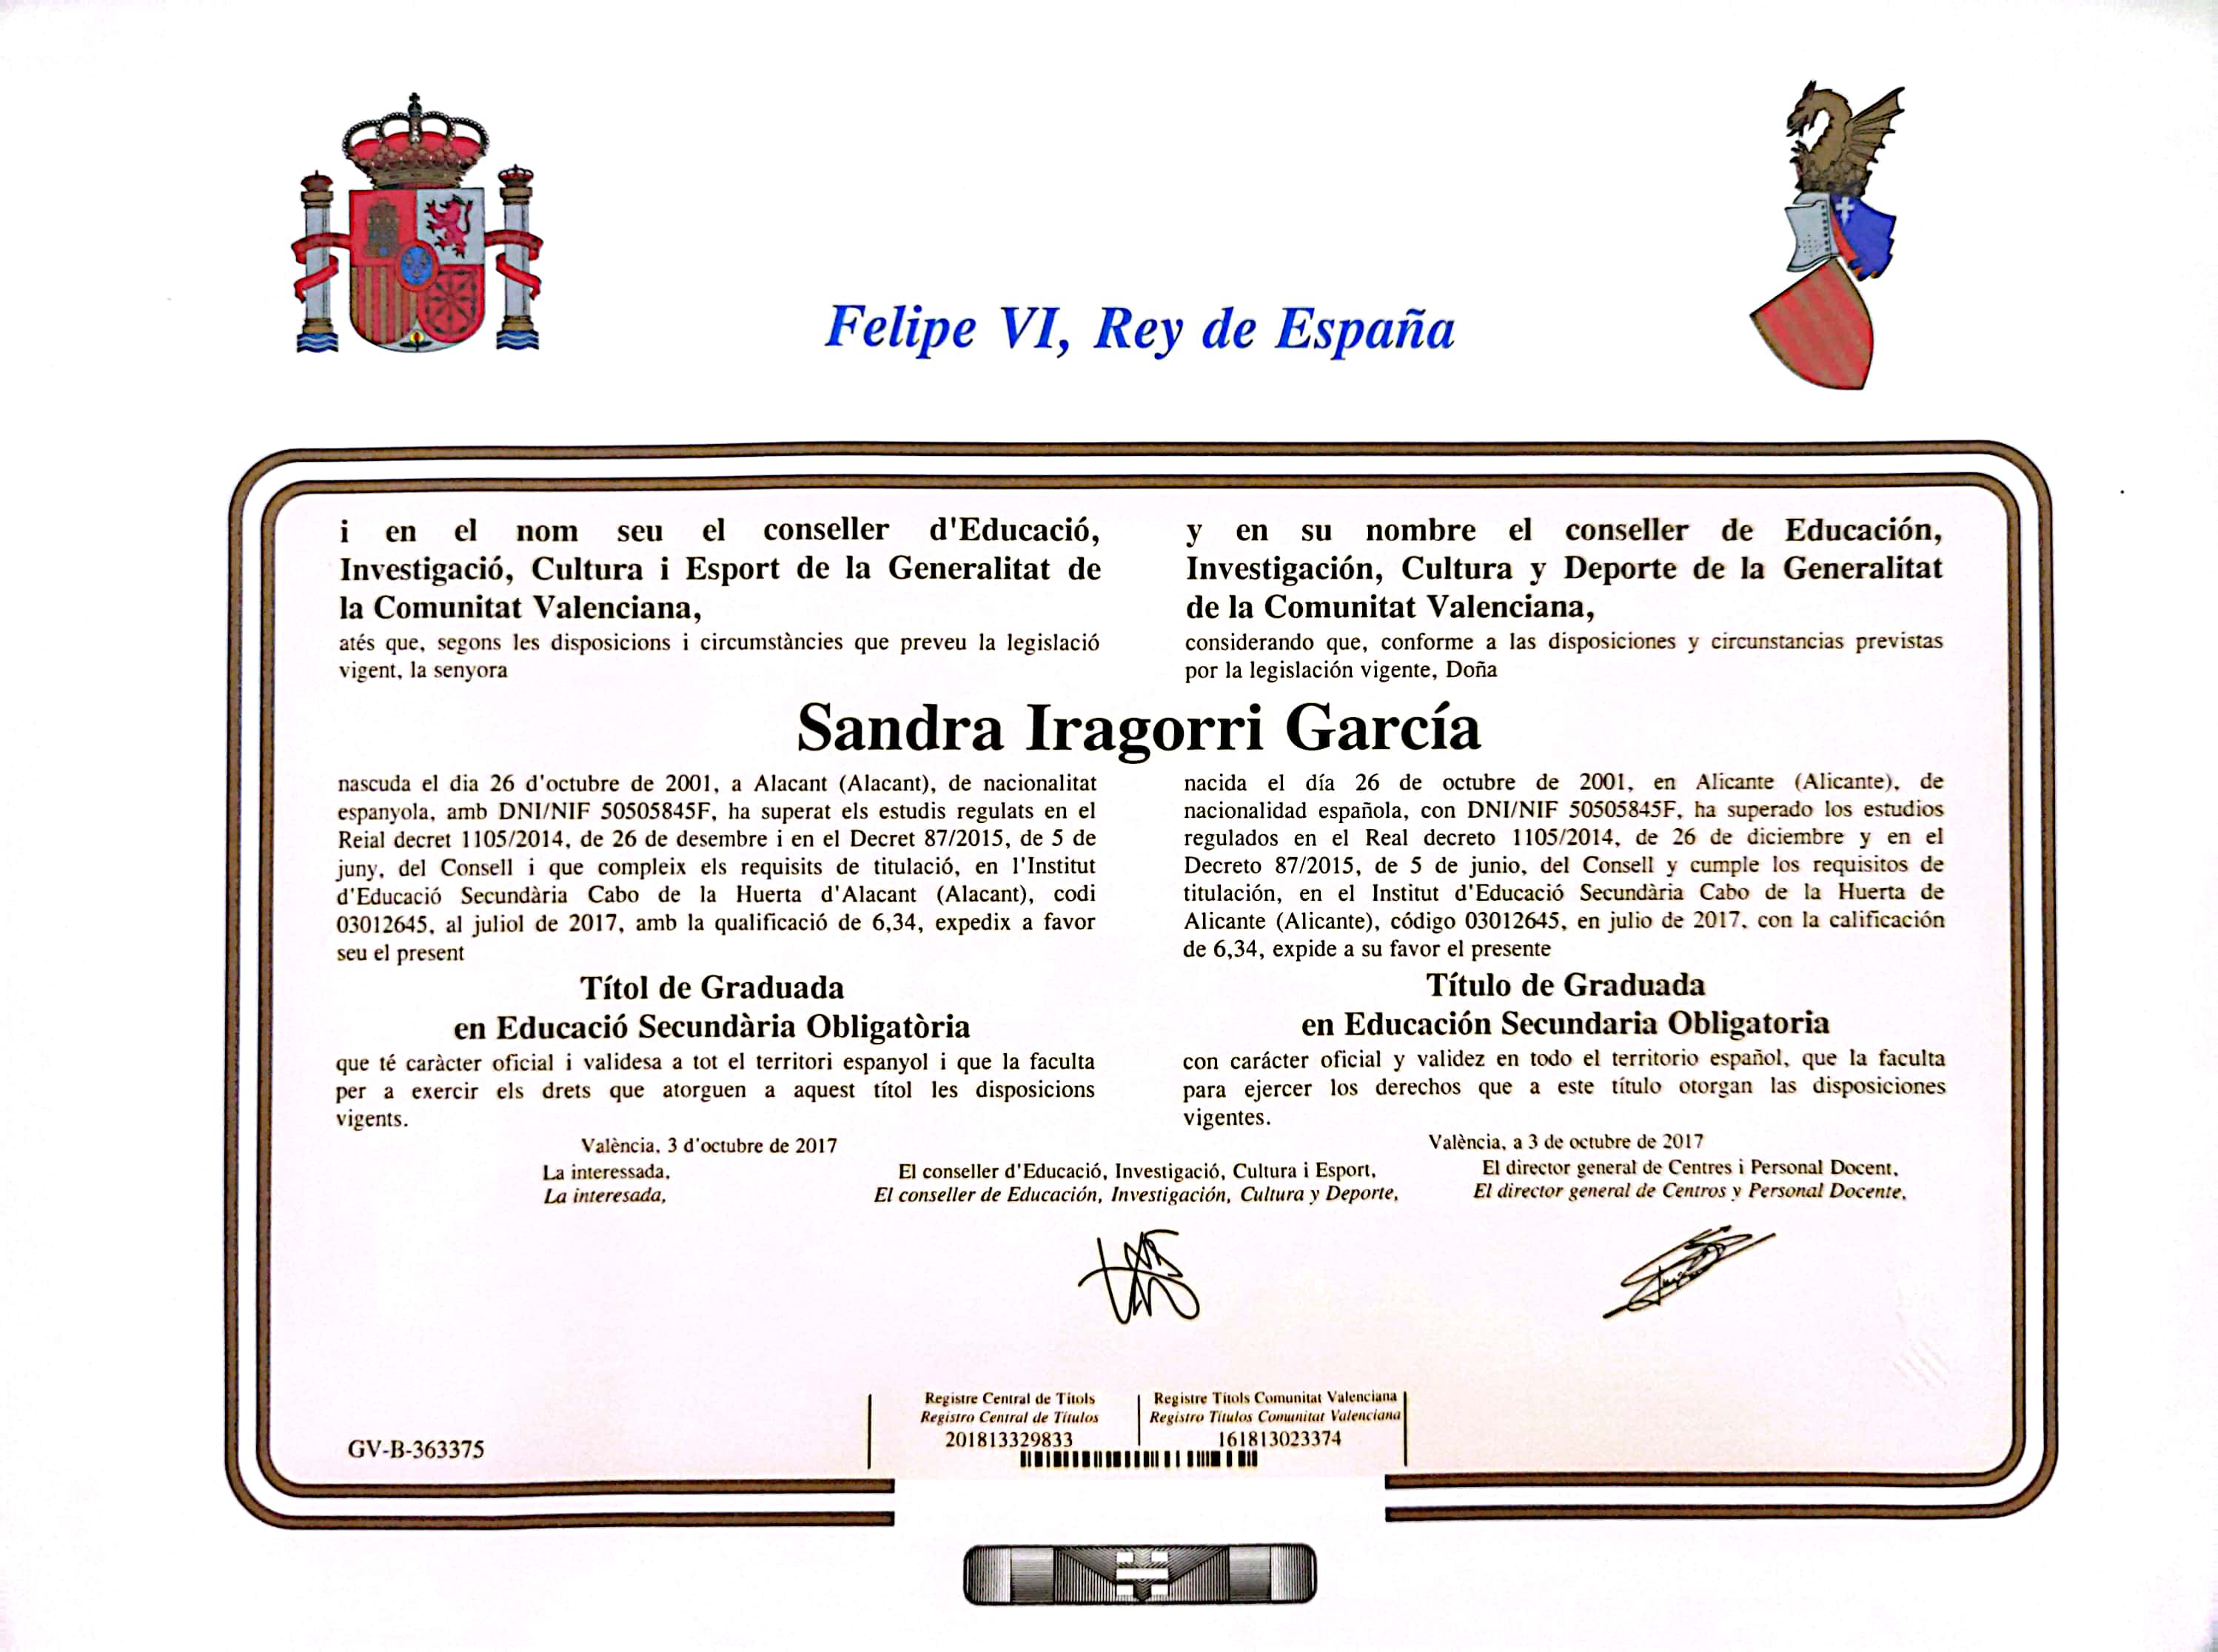 Felipe VI, Rey de España
i en el nom seu el conseller d'Educació,
Investigació, Cultura i Esport de la Generalitat de
la Comunitat Valenciana,
atés que, segons les disposicions i circumstàncies que preveu la legislació
vigent, la senyora
y en su nombre el conseller de Educación,
Investigación, Cultura y Deporte de la Generalitat
de la Comunitat Valenciana,
considerando que, conforme a las disposiciones y circunstancias previstas
por la legislación vigente, Doña
Sandra Iragorri García
nascuda el dia 26 d'octubre de 2001, a Alacant (Alacant), de nacionalitat
espanyola, amb DNI/NIF 50505845F, ha superat els estudis regulats en el
Reial decret 1105/2014, de 26 de desembre i en el Decret 87/2015, de 5 de
juny, del Consell i que compleix els requisits de titulació, en l'Institut
d'Educació Secundària Cabo de la Huerta d'Alacant (Alacant), codi
03012645, al juliol de 2017, amb la qualificació de 6,34, expedix a favor
seu el present
Títol de Graduada
en Educació Secundària Obligatòria
que té caràcter oficial i validesa a tot el territori espanyol i que la faculta
per a exercir els drets que atorguen a aquest títol les disposicions
vigents.
València, 3 d'octubre de 2017
nacida el día 26 de octubre de 2001, en Alicante (Alicante), de
nacionalidad española, con DNI/NIF 50505845F, ha superado los estudios
regulados en el Real decreto 1105/2014, de 26 de diciembre y en el
Decreto 87/2015, de 5 de junio, del Consell y cumple los requisitos de
titulación, en el Institut d'Educació Secundària Cabo de la Huerta de
Alicante (Alicante), código 03012645, en julio de 2017, con la calificación
de 6,34, expide a su favor el presente
Título de Graduada
en Educación Secundaria Obligatoria
con carácter oficial y validez en todo el territorio español, que la faculta
para ejercer los derechos que a este título otorgan las disposiciones
vigentes.
València, a 3 de octubre de 2017
La interessada,
La interesada,
El conseller d'Educació, Investigació, Cultura i Esport,
El conseller de Educación, Investigación, Cultura y Deporte,
El director general de Centres i Personal Docent,
El director general de Centros y Personal Docente,
GV-B-363375
Registre Central de Títols
Registro Central de Títulos
201813329833
Registre Títols Comunitat Valenciana
Registro Títulos Comunitat Valenciana
161813023374